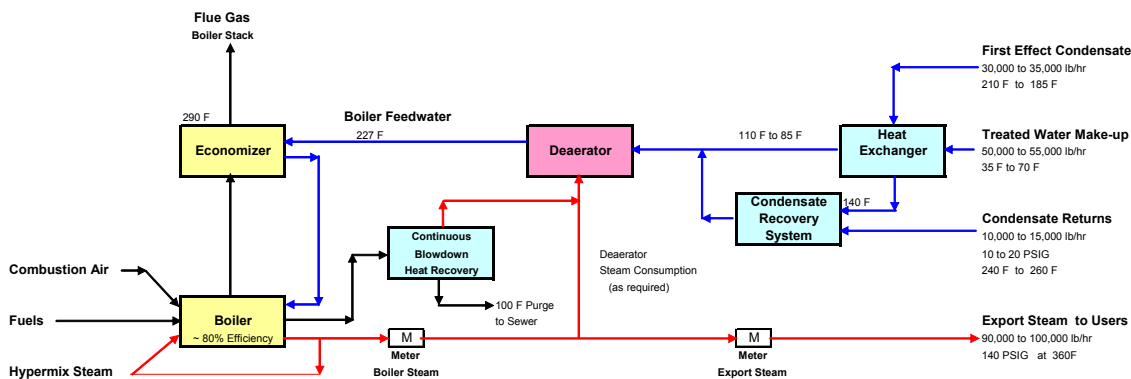 Flue Gas
Boiler Stack
First Effect Condensate
30,000 to 35,000 lb/hr
210 F to 185 F
290 F
Economizer
Boiler Feedwater
227 F
Deaerator
110 F to 85 F
Heat
Exchanger
Treated Water Make-up
50,000 to 55,000 lb/hr
35 F to 70 F
140 F
Condensate
Recovery
System
Condensate Returns
10,000 to 15,000 lb/hr
10 to 20 PSIG
240 F to 260 F
Continuous
Blowdown
Heat Recovery
Deaerator
Steam Consumption
(as required)
Combustion Air
100 F Purge
to Sewer
Fuels
Boiler
~ 80% Efficiency
Hypermix Steam
M
Meter
Boiler Steam
M
Meter
Export Steam
Export Steam to Users
90,000 to 100,000 lb/hr
140 PSIG at 360F